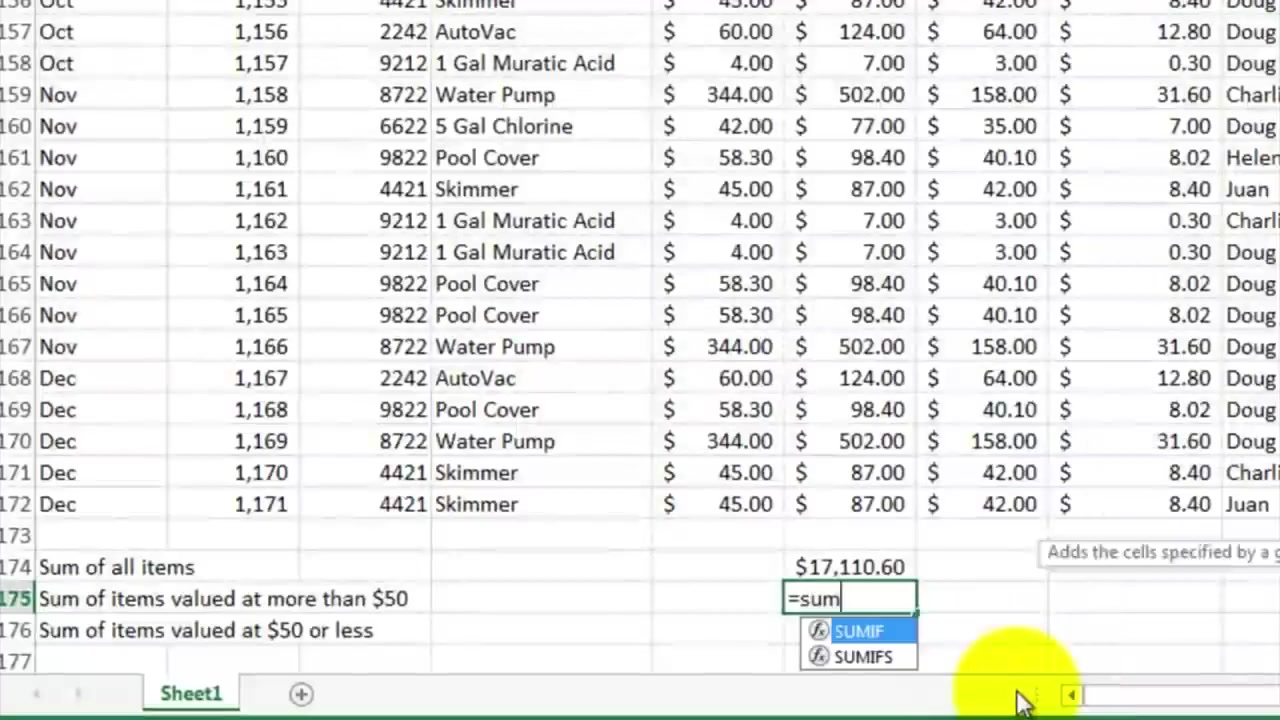 156 Oct 1,155 4421 Skimmer $ 45.00 $ 87.00 $ 42.00 $ 8.40 Doug
157 Oct 1,156 2242 AutoVac $ 60.00 $ 124.00 $ 64.00 $ 12.80 Doug
158 Oct 1,157 9212 1 Gal Muratic Acid $ 4.00 $ 7.00 $ 3.00 $ 0.30 Doug
159 Nov 1,158 8722 Water Pump $ 344.00 $ 502.00 $ 158.00 $ 31.60 Charli
160 Nov 1,159 6622 5 Gal Chlorine $ 42.00 $ 77.00 $ 35.00 $ 7.00 Doug
161 Nov 1,160 9822 Pool Cover $ 58.30 $ 98.40 $ 40.10 $ 8.02 Helen
162 Nov 1,161 4421 Skimmer $ 45.00 $ 87.00 $ 42.00 $ 8.40 Juan
163 Nov 1,162 9212 1 Gal Muratic Acid $ 4.00 $ 7.00 $ 3.00 $ 0.30 Charli
164 Nov 1,163 9212 1 Gal Muratic Acid $ 4.00 $ 7.00 $ 3.00 $ 0.30 Doug
165 Nov 1,164 9822 Pool Cover $ 58.30 $ 98.40 $ 40.10 $ 8.02 Doug
166 Nov 1,165 9822 Pool Cover $ 58.30 $ 98.40 $ 40.10 $ 8.02 Doug
167 Nov 1,166 8722 Water Pump $ 344.00 $ 502.00 $ 158.00 $ 31.60 Doug
168 Dec 1,167 2242 AutoVac $ 60.00 $ 124.00 $ 64.00 $ 12.80 Doug
169 Dec 1,168 9822 Pool Cover $ 58.30 $ 98.40 $ 40.10 $ 8.02 Doug
170 Dec 1,169 8722 Water Pump $ 344.00 $ 502.00 $ 158.00 $ 31.60 Doug
171 Dec 1,170 4421 Skimmer $ 45.00 $ 87.00 $ 42.00 $ 8.40 Charli
172 Dec 1,171 4421 Skimmer $ 45.00 $ 87.00 $ 42.00 $ 8.40 Juan
173
Adds the cells specified by a g
174 Sum of all items $17,110.60
175 Sum of items valued at more than $50 =sum
176 Sum of items valued at $50 or less fx SUMIF
fx SUMIFS
177
Sheet1